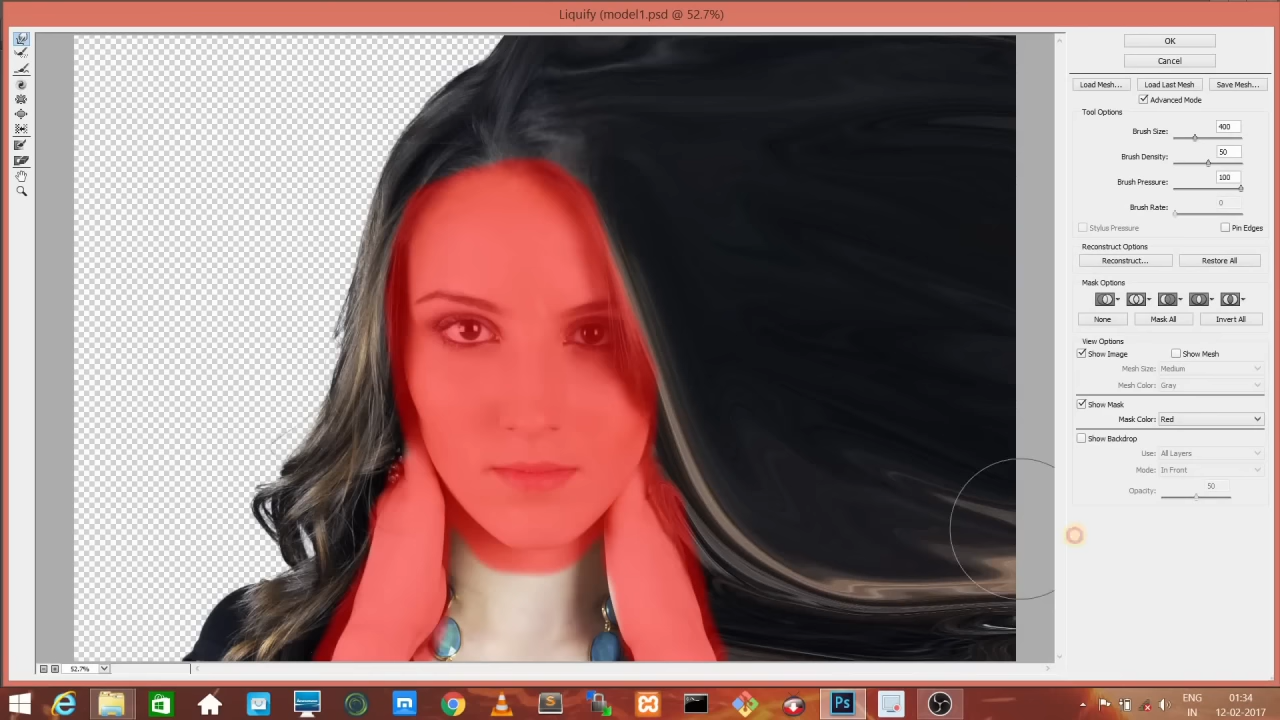 Liquify (model1.psd @ 52.7%)
OK
Cancel
Load Mesh...
Load Last Mesh
Save Mesh...
Advanced Mode
Tool Options
Brush Size: 400
Brush Density: 50
Brush Pressure: 100
Brush Rate: 0
Stylus Pressure
Pin Edges
Reconstruct Options
Reconstruct...
Restore All
Mask Options
None
Mask All
Invert All
View Options
Show Image
Show Mesh
Mesh Size: Medium
Mesh Color: Gray
Show Mask
Mask Color: Red
Show Backdrop
Use: All Layers
Mode: In Front
Opacity: 50
52.7%
Ps
ENG
IN
01:34
12-02-2017